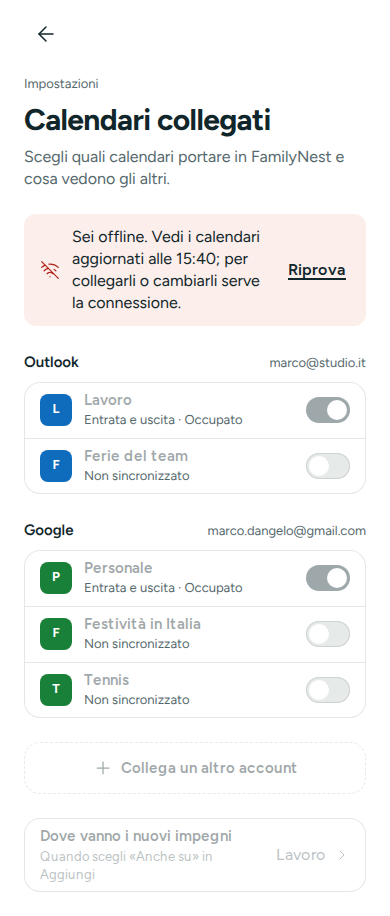 Impostazioni
Calendari collegati
Scegli quali calendari portare in FamilyNest e
cosa vedono gli altri.
Sei offline. Vedi i calendari
aggiornati alle 15:40; per
collegarli o cambiarli serve
la connessione.
Riprova
Outlook marco@studio.it
L Lavoro
Entrata e uscita · Occupato
F Ferie del team
Non sincronizzato
Google marco.dangelo@gmail.com
P Personale
Entrata e uscita · Occupato
F Festività in Italia
Non sincronizzato
T Tennis
Non sincronizzato
Collega un altro account
Dove vanno i nuovi impegni
Quando scegli «Anche su» in
Aggiungi
Lavoro